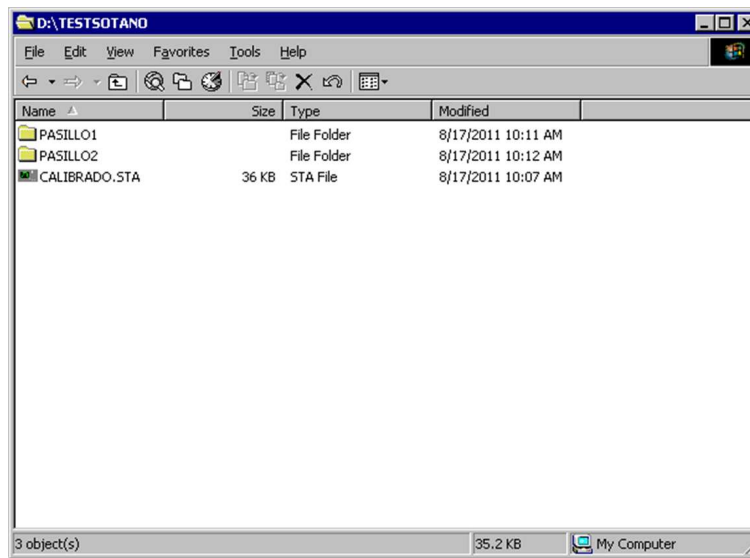 D:\TESTSOTANO
File Edit View Favorites Tools Help
Name Size Type Modified
PASILLO1 File Folder 8/17/2011 10:11 AM
PASILLO2 File Folder 8/17/2011 10:12 AM
CALIBRADO.STA 36 KB STA File 8/17/2011 10:07 AM
3 object(s) 35.2 KB My Computer